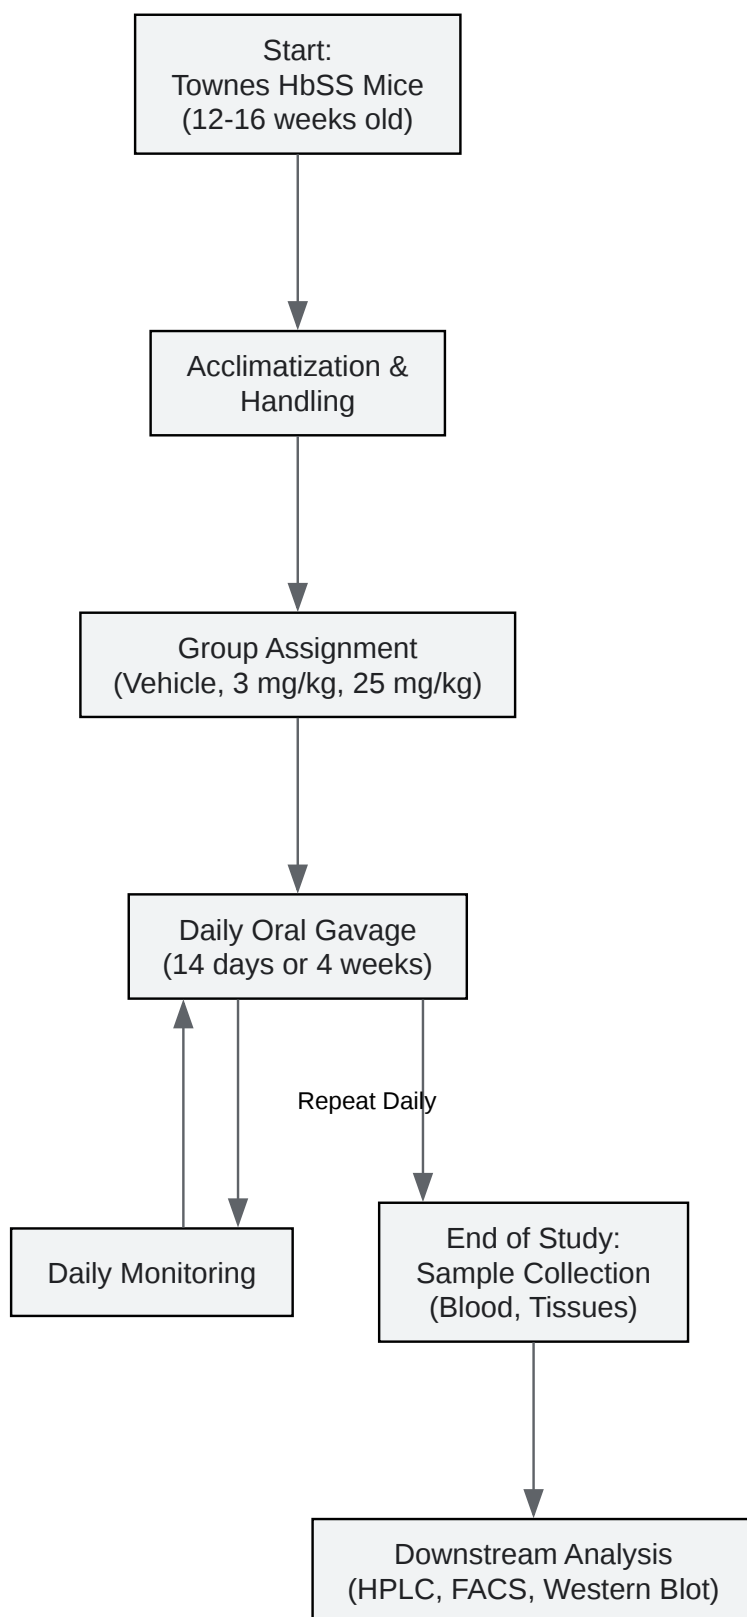 Start:
Townes HbSS Mice
(12-16 weeks old)
Acclimatization &
Handling
Group Assignment
(Vehicle, 3 mg/kg, 25 mg/kg)
Daily Oral Gavage
(14 days or 4 weeks)
Repeat Daily
Daily Monitoring
End of Study:
Sample Collection
(Blood, Tissues)
Downstream Analysis
(HPLC, FACS, Western Blot)